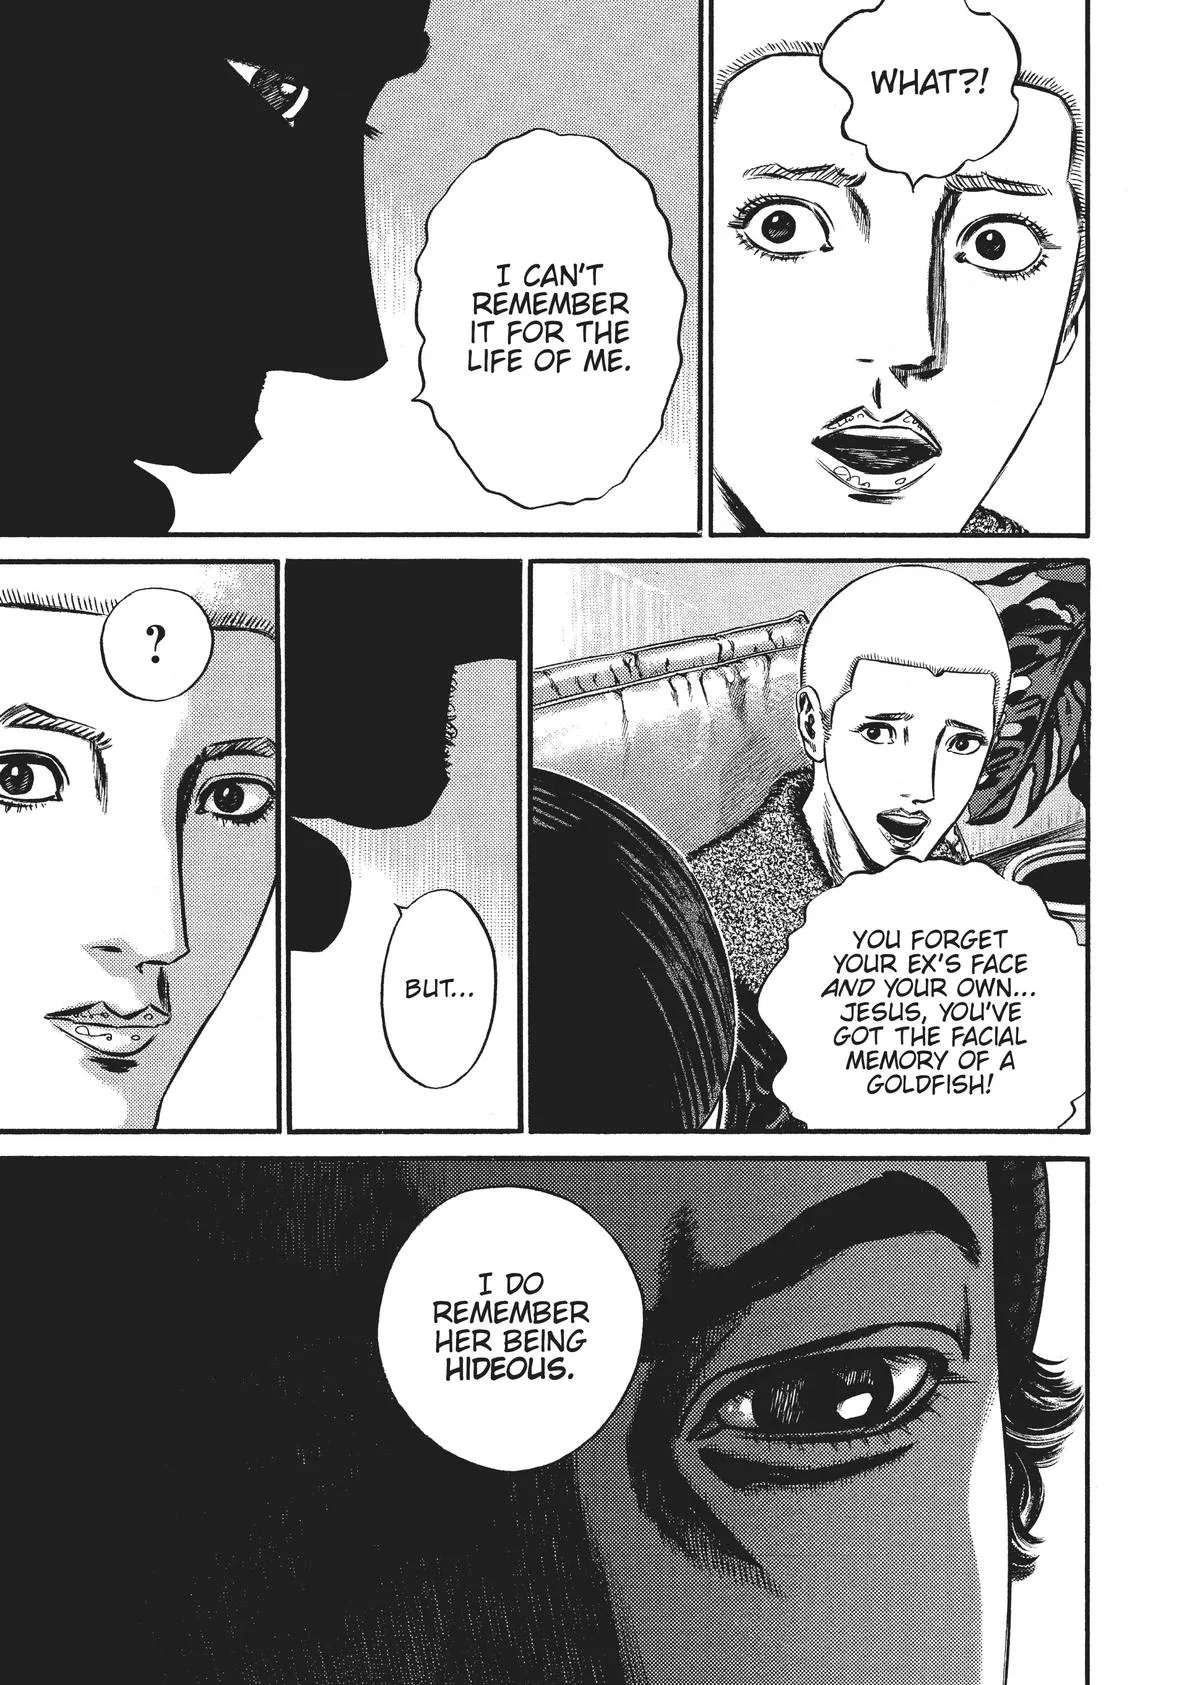 WHAT?!
I CAN'T
REMEMBER
IT FOR THE
LIFE OF ME.
YOU FORGET
YOUR EX'S FACE
AND YOUR OWN...
JESUS, YOU'VE
GOT THE FACIAL
MEMORY OF A
GOLDFISH!
BUT...
?
I DO
REMEMBER
HER BEING
HIDEOUS.